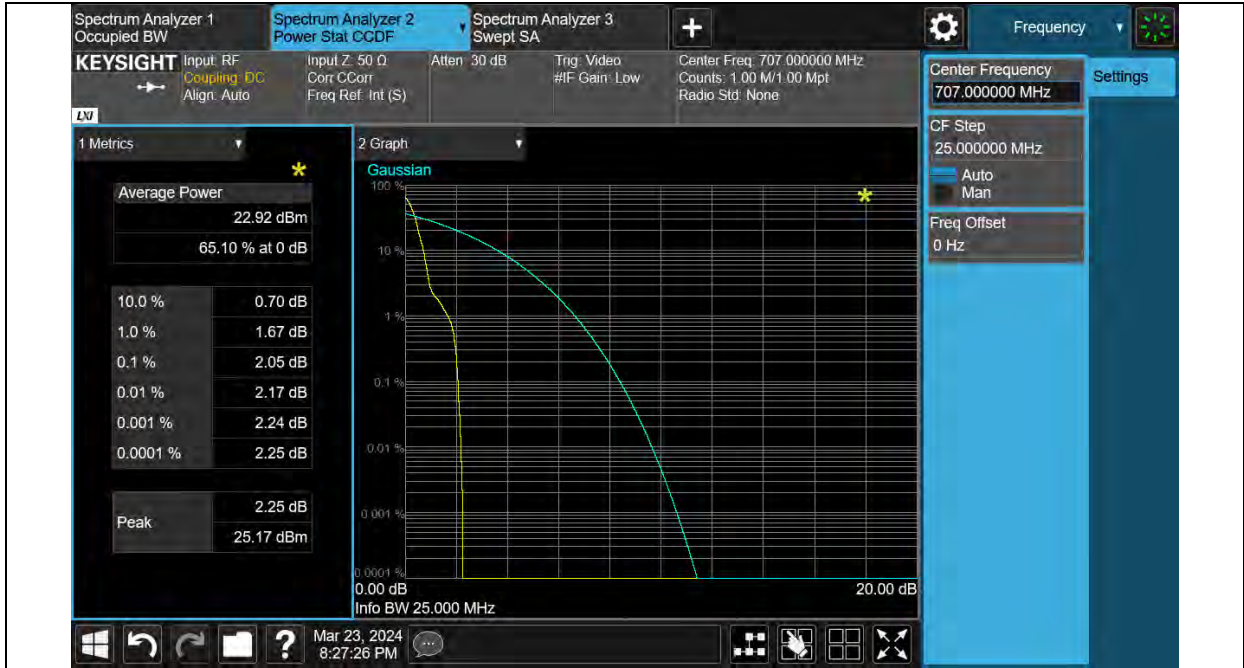 Spectrum Analyzer 1
Occupied BW
Spectrum Analyzer 2
Power Stat CCDF
Spectrum Analyzer 3
Swept SA
Frequency
KEYSIGHT
LXI
Input: RF
Coupling: DC
Align: Auto
Input Z: 50 Ω
Corr CCorr
Freq Ref: Int (S)
Atten: 30 dB
Trig: Video
#IF Gain: Low
Center Freq: 707.000000 MHz
Counts: 1.00 M/1.00 Mpt
Radio Std: None
Center Frequency
707.000000 MHz
Settings
CF Step
25.000000 MHz
Auto
Man
Freq Offset
0 Hz
1 Metrics
Average Power
22.92 dBm
65.10 % at 0 dB
10.0 % 0.70 dB
1.0 % 1.67 dB
0.1 % 2.05 dB
0.01 % 2.17 dB
0.001 % 2.24 dB
0.0001 % 2.25 dB
Peak
2.25 dB
25.17 dBm
2 Graph
Gaussian
100 %
10 %
1 %
0.1 %
0.01 %
0.001 %
0.0001 %
0.00 dB
20.00 dB
Info BW 25.000 MHz
Mar 23, 2024
8:27:26 PM